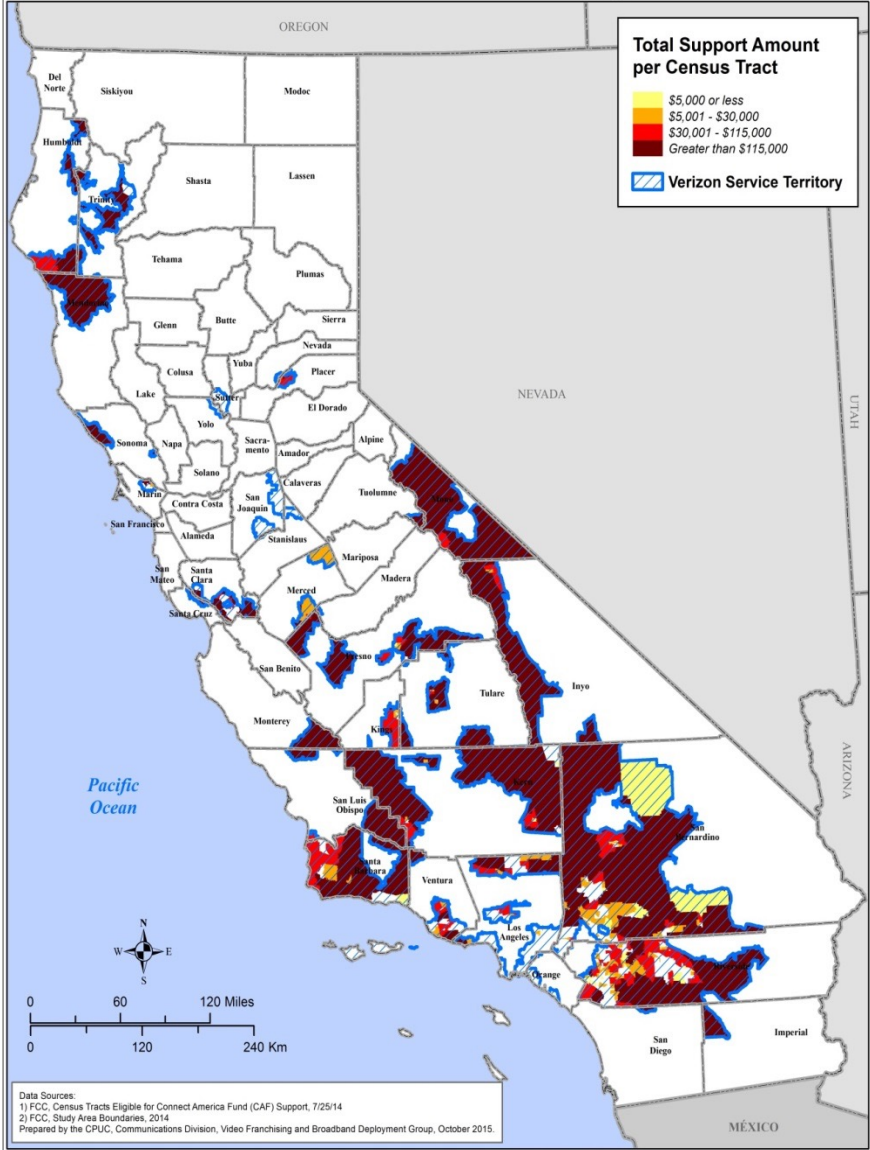 OREGON
Total Support Amount
per Census Tract
$5,000 or less
$5,001 - $30,000
$30,001 - $115,000
Greater than $115,000
Verizon Service Territory
Del
Norte
Siskiyou
Modoc
Humboldt
Trinity
Shasta
Lassen
Tehama
Plumas
Glenn
Butte
Sierra
Nevada
Colusa
Yuba
Placer
Lake
Sutter
El Dorado
NEVADA
UTAH
Yolo
Sonoma
Napa
Sacra-
mento
Amador
Alpine
Solano
Marin
Calaveras
Tuolumne
Contra Costa
San
Joaquin
San Francisco
Alameda
Stanislaus
Mariposa
San
Mateo
Santa
Clara
Merced
Madera
Santa Cruz
Fresno
San Benito
Inyo
Tulare
Monterey
Kings
ARIZONA
Pacific
Ocean
San Luis
Obispo
San
Bernardino
Santa
Barbara
Ventura
Los
Angeles
Orange
N
W
E
S
0
60
120 Miles
0
120
240 Km
San
Diego
Imperial
MÉXICO
Data Sources:
1) FCC, Census Tracts Eligible for Connect America Fund (CAF) Support, 7/25/14
2) FCC, Study Area Boundaries, 2014
Prepared by the CPUC, Communications Division, Video Franchising and Broadband Deployment Group, October 2015.